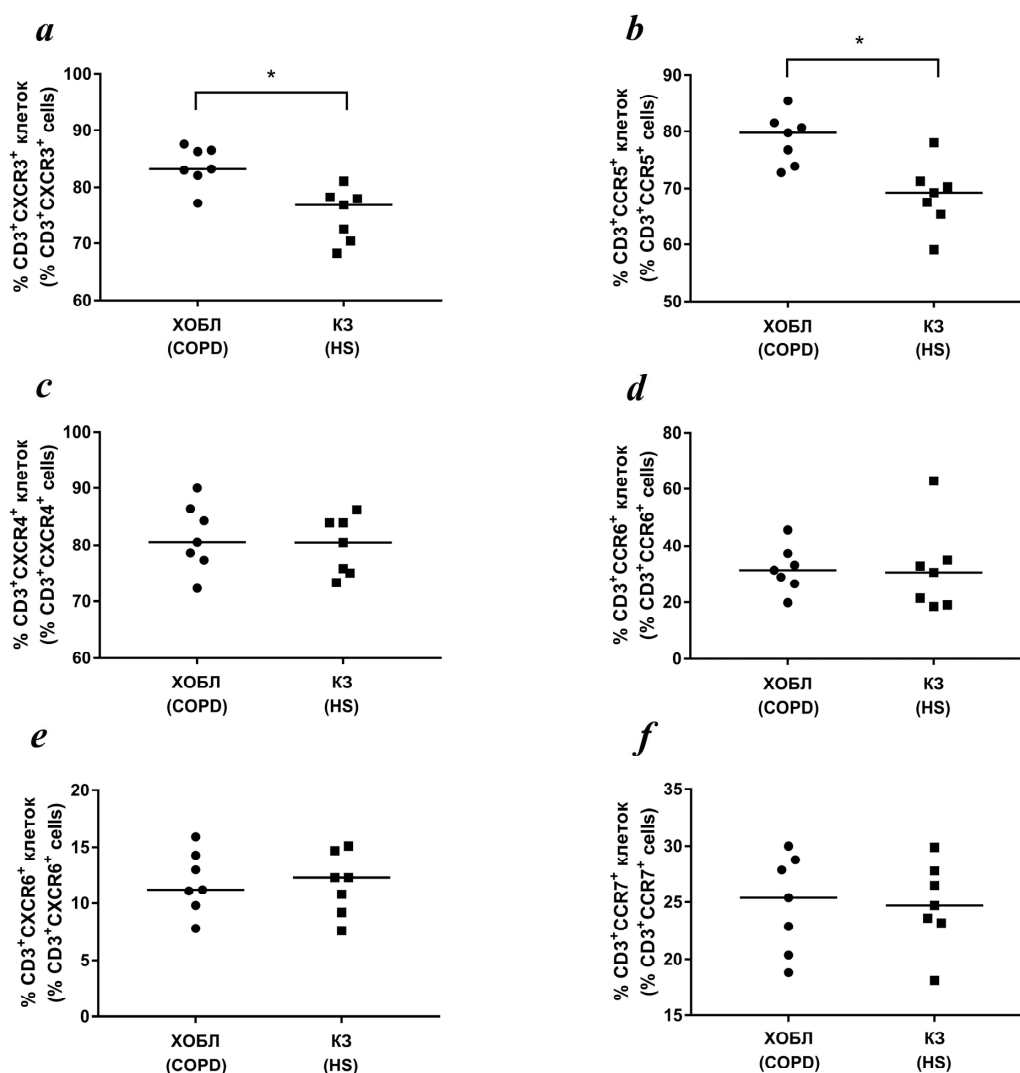 a
% CD3⁺CXCR3⁺ клеток
(% CD3⁺CXCR3⁺ cells)
100
90
80
70
60
*
ХОБЛ
(COPD)
КЗ
(HS)
b
% CD3⁺CCR5⁺ клеток
(% CD3⁺CCR5⁺ cells)
90
80
70
60
50
*
ХОБЛ
(COPD)
КЗ
(HS)
c
% CD3⁺CXCR4⁺ клеток
(% CD3⁺CXCR4⁺ cells)
100
90
80
70
60
ХОБЛ
(COPD)
КЗ
(HS)
d
% CD3⁺CCR6⁺ клеток
(% CD3⁺CCR6⁺ cells)
80
60
40
20
0
ХОБЛ
(COPD)
КЗ
(HS)
e
% CD3⁺CXCR6⁺ клеток
(% CD3⁺CXCR6⁺ cells)
20
15
10
5
0
ХОБЛ
(COPD)
КЗ
(HS)
f
% CD3⁺CCR7⁺ клеток
(% CD3⁺CCR7⁺ cells)
35
30
25
20
15
ХОБЛ
(COPD)
КЗ
(HS)